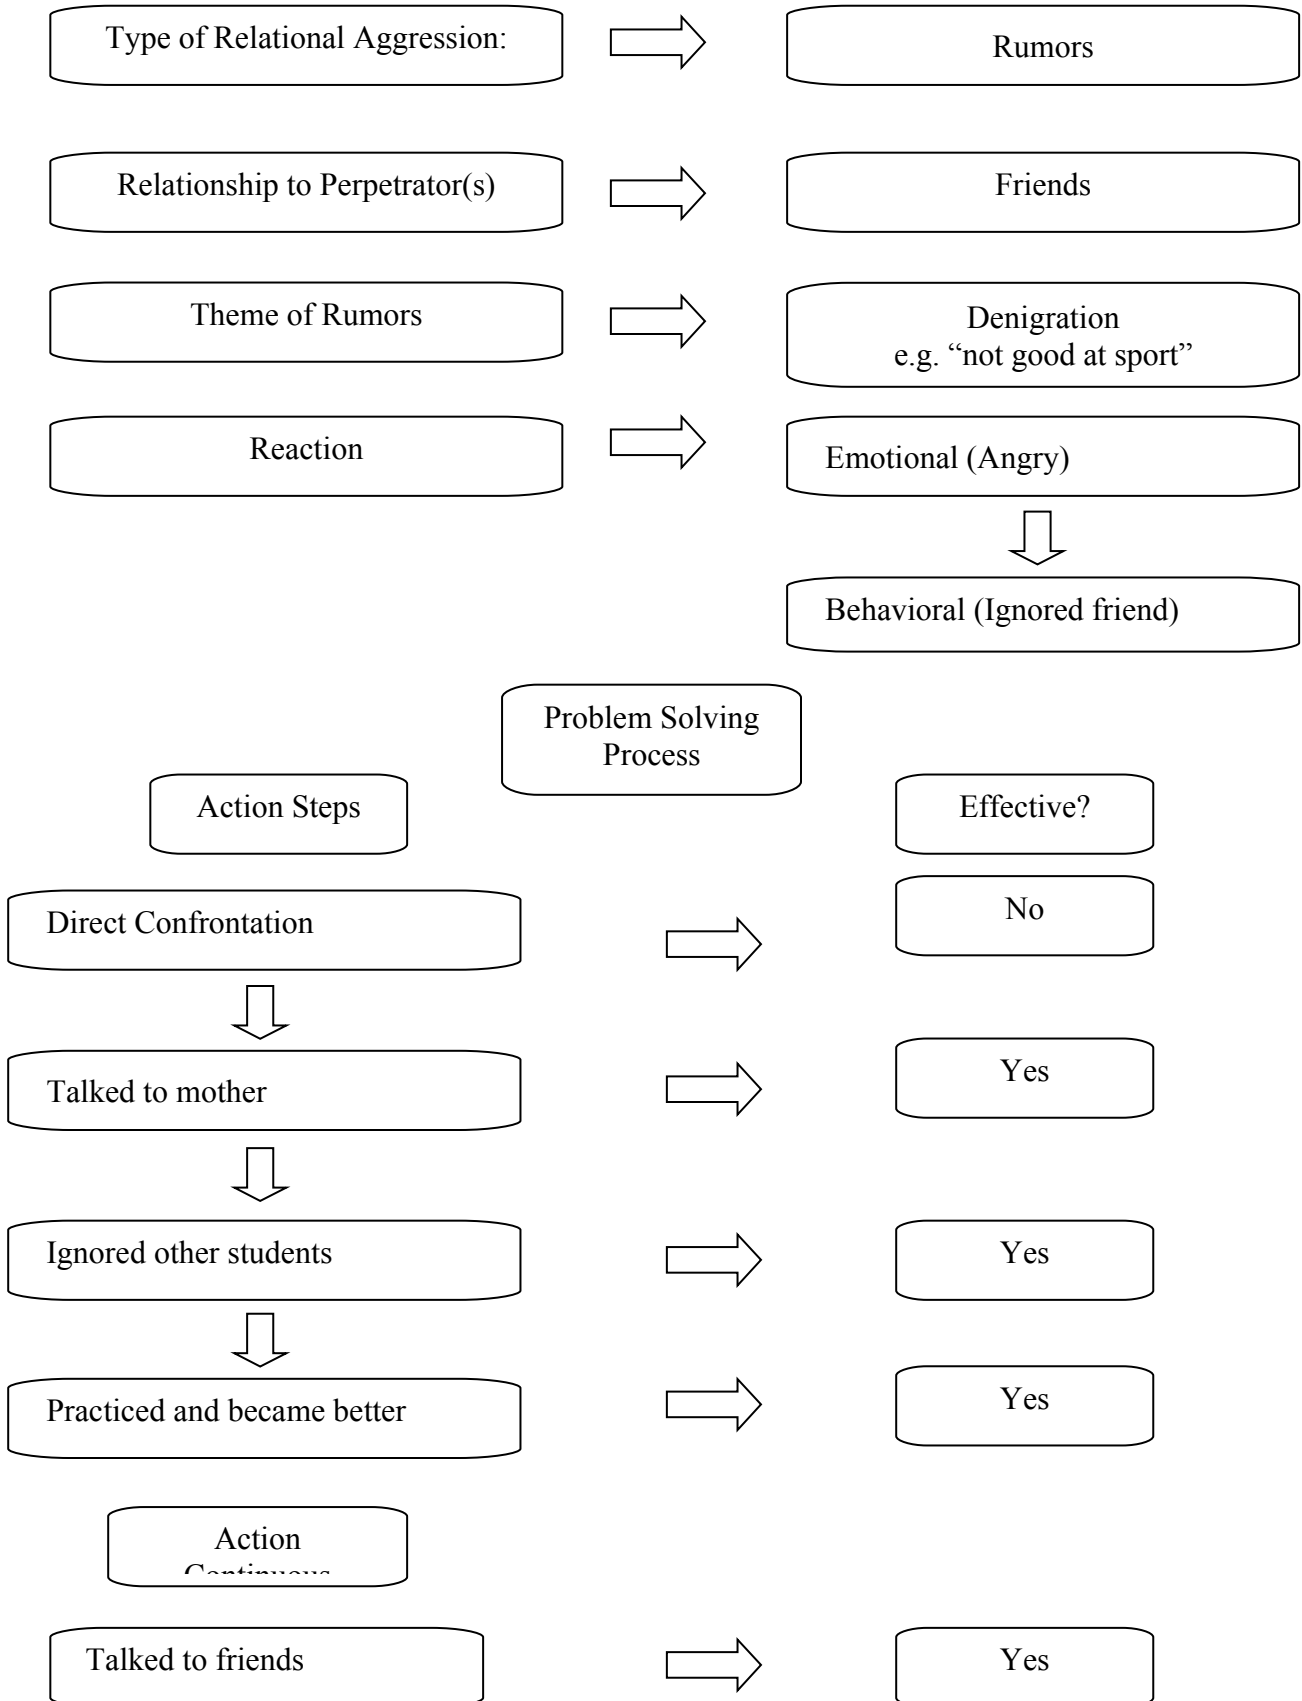 Type of Relational Aggression:
Rumors
Relationship to Perpetrator(s)
Friends
Theme of Rumors
Denigration
e.g. “not good at sport”
Reaction
Emotional (Angry)
Behavioral (Ignored friend)
Problem Solving
Process
Action Steps
Effective?
Direct Confrontation
No
Talked to mother
Yes
Ignored other students
Yes
Practiced and became better
Yes
Action
Continuous
Talked to friends
Yes